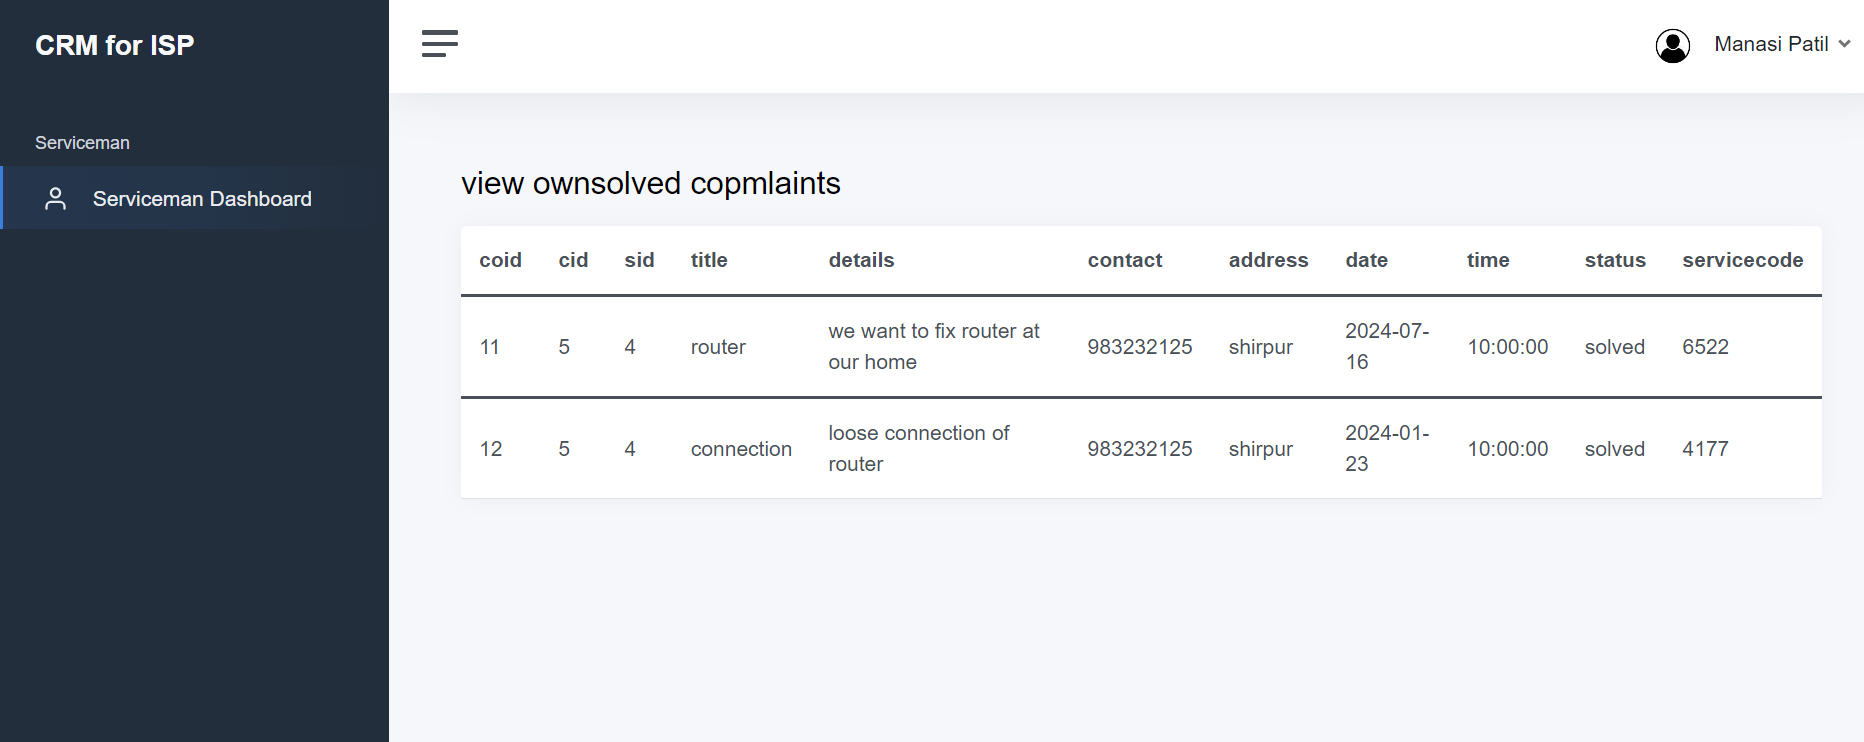 CRM for ISP
Manasi Patil
Serviceman
Serviceman Dashboard
view ownsolved copmlaints
coid cid sid title details contact address date time status servicecode
11 5 4 router we want to fix router at our home 983232125 shirpur 2024-07-16 10:00:00 solved 6522
12 5 4 connection loose connection of router 983232125 shirpur 2024-01-23 10:00:00 solved 4177